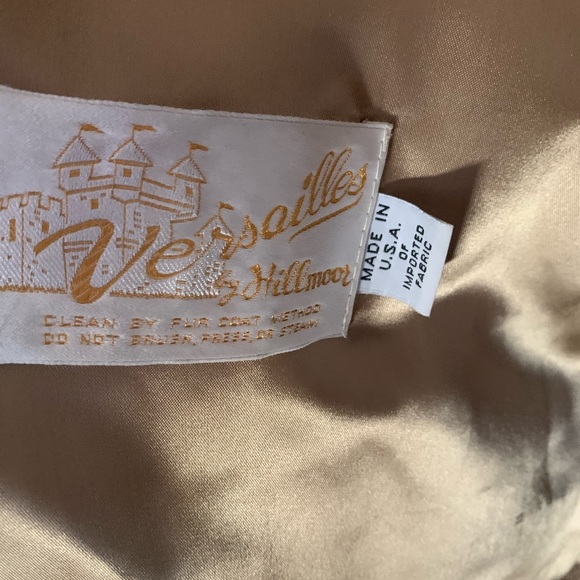 Versailles
by Hillmoor
CLEAN BY FUR COAT METHOD
DO NOT BRUSH, PRESS, OR STEAM
MADE IN
U.S.A.
OF
IMPORTED
FABRIC